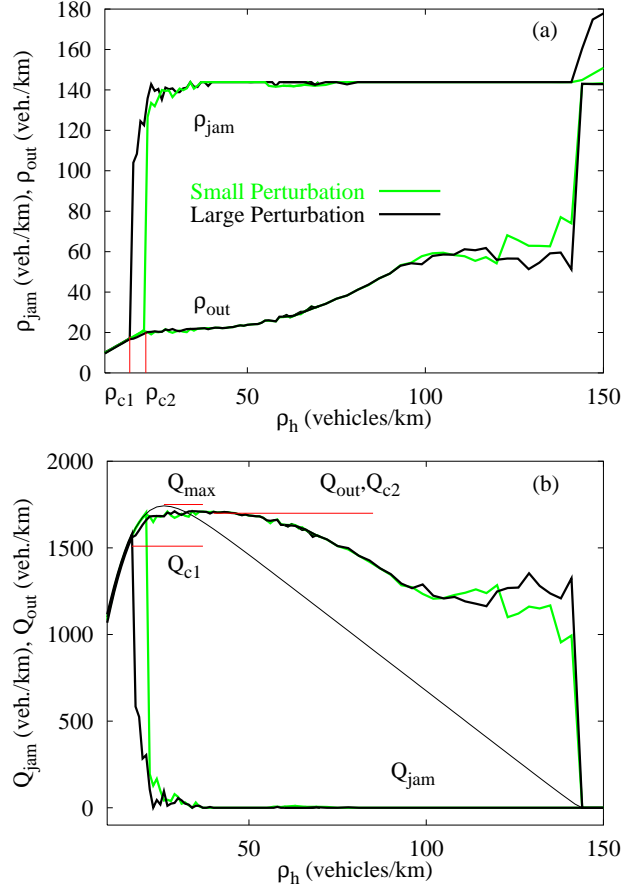 180
160
140
120
100
80
60
40
20
0
ρjam (veh./km), ρout (veh./km)
(a)
ρjam
Small Perturbation
Large Perturbation
ρout
ρc1 ρc2 50 100 150
ρh (vehicles/km)
2000
1500
1000
500
0
Qjam (veh./km), Qout (veh./km)
(b)
Qmax Qout,Qc2
Qc1
Qjam
50 100 150
ρh (vehicles/km)